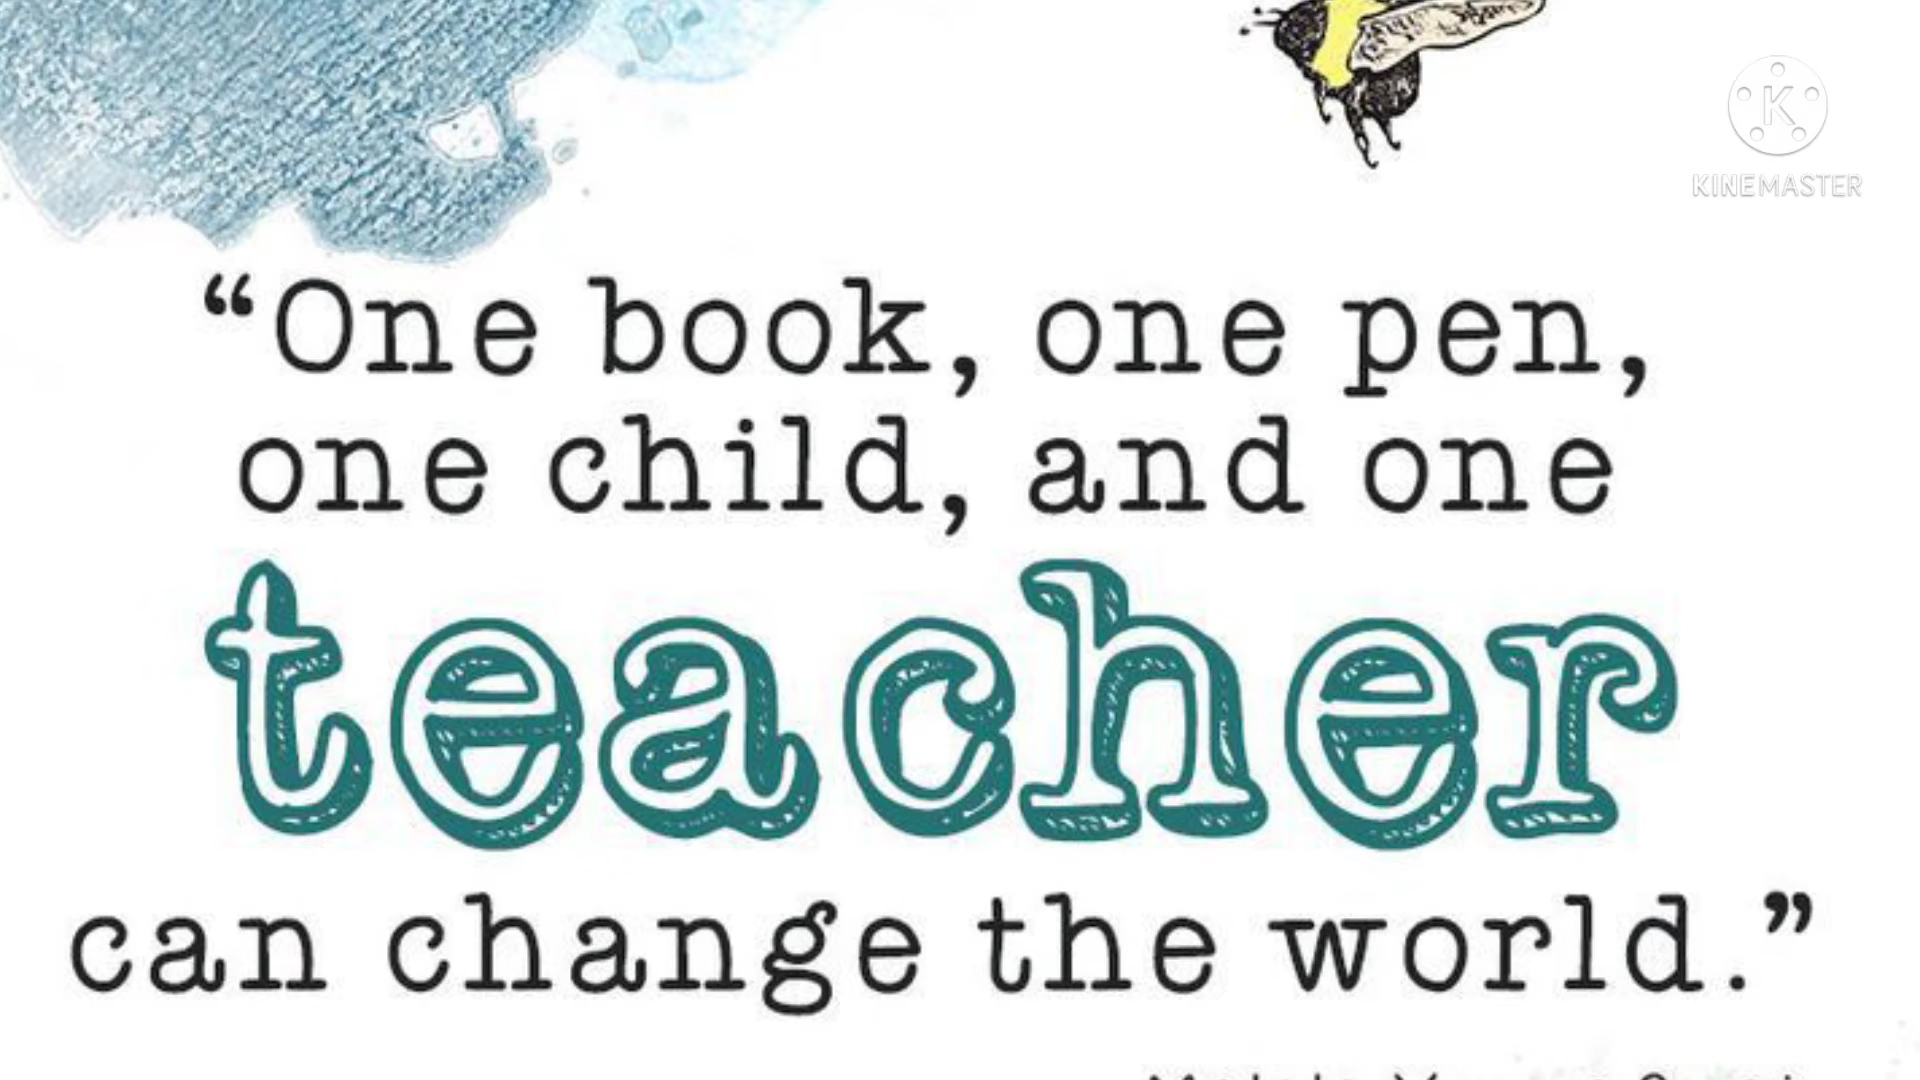 K
KINEMASTER
“One book, one pen,
one child, and one
teacher
can change the world.”